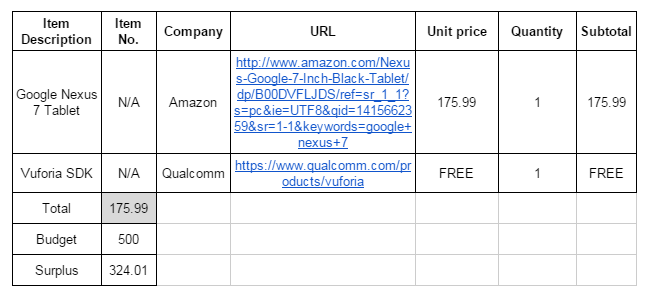 Item Description Item No. Company URL Unit price Quantity Subtotal
Google Nexus 7 Tablet N/A Amazon http://www.amazon.com/Nexus-Google-7-Inch-Black-Tablet/dp/B00DVFLJDS/ref=sr_1_1?s=pc&ie=UTF8&qid=1415662359&sr=1-1&keywords=google+nexus+7 175.99 1 175.99
Vuforia SDK N/A Qualcomm https://www.qualcomm.com/products/vuforia FREE 1 FREE
Total 175.99
Budget 500
Surplus 324.01